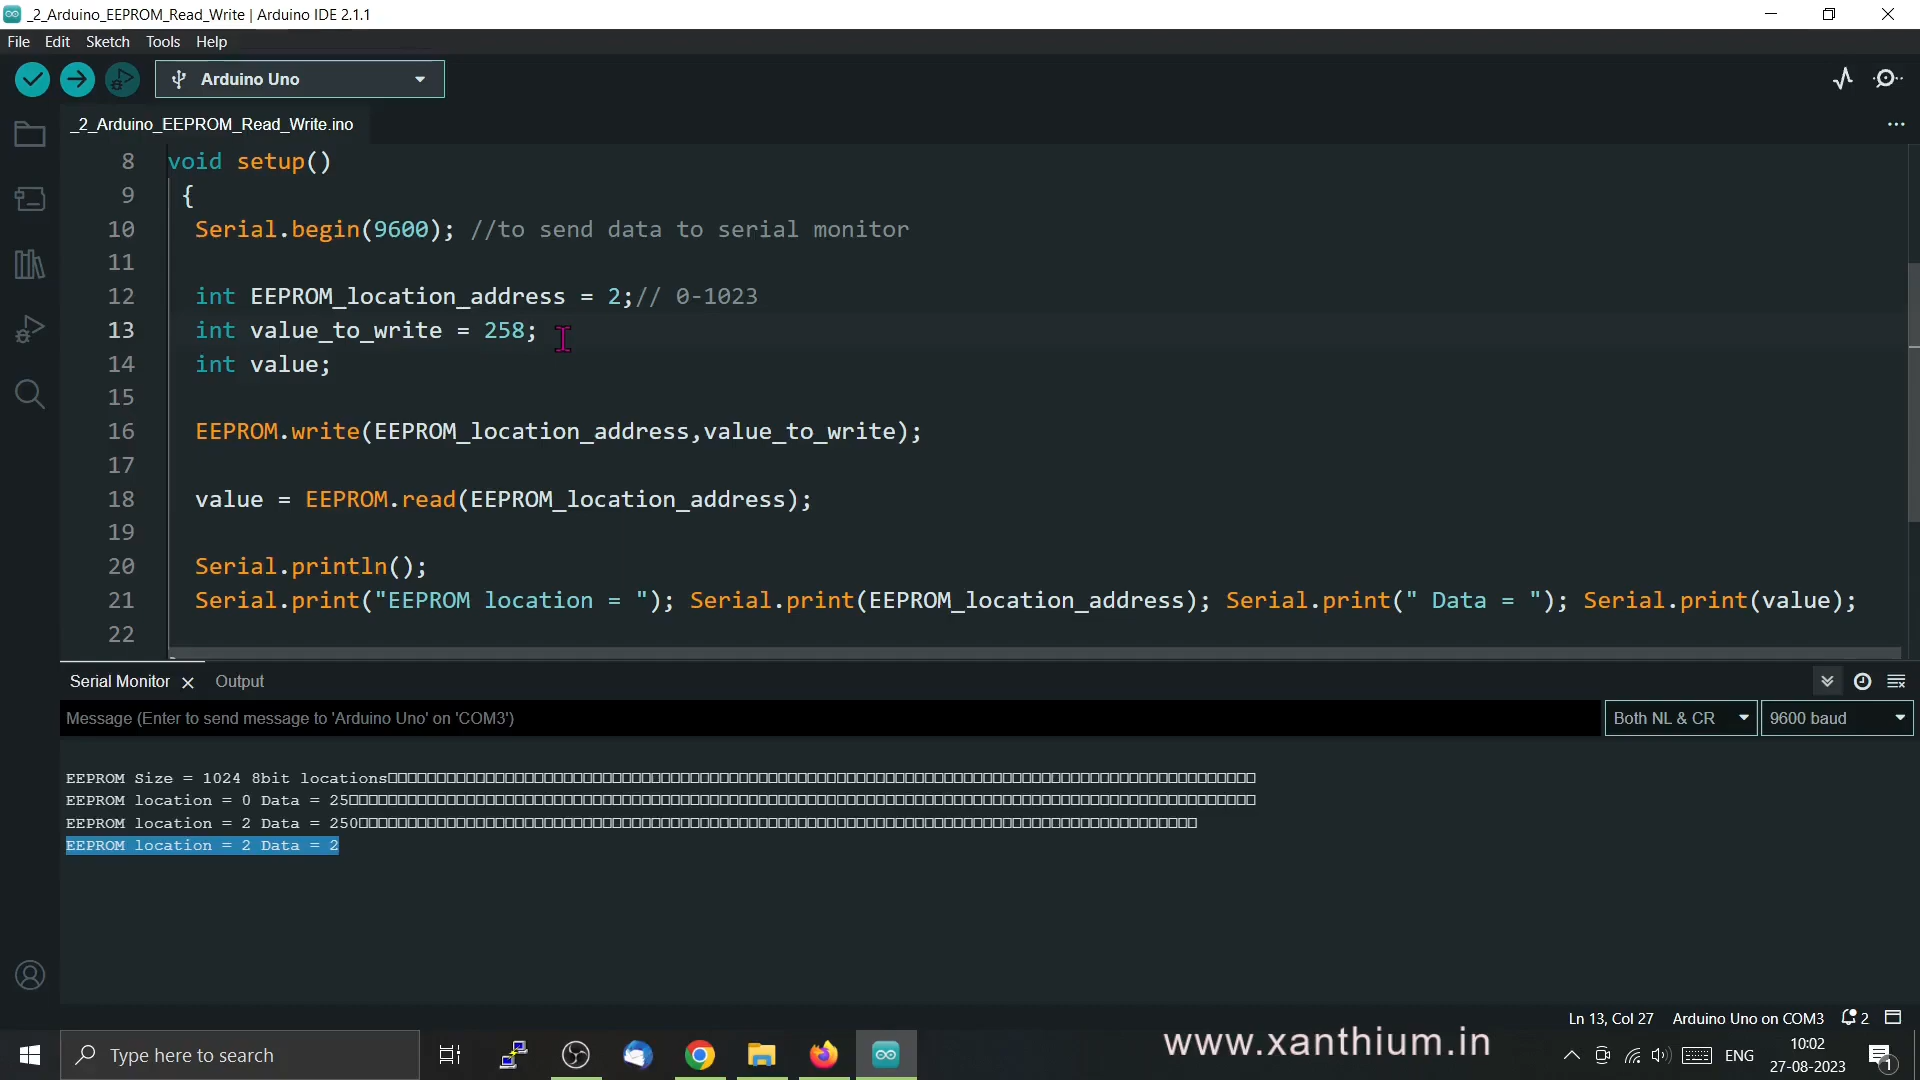 _2_Arduino_EEPROM_Read_Write | Arduino IDE 2.1.1
File Edit Sketch Tools Help
Arduino Uno
_2_Arduino_EEPROM_Read_Write.ino
8 void setup()
9 {
10 Serial.begin(9600); //to send data to serial monitor
11
12 int EEPROM_location_address = 2;// 0-1023
13 int value_to_write = 258;
14 int value;
15
16 EEPROM.write(EEPROM_location_address,value_to_write);
17
18 value = EEPROM.read(EEPROM_location_address);
19
20 Serial.println();
21 Serial.print("EEPROM location = "); Serial.print(EEPROM_location_address); Serial.print(" Data = "); Serial.print(value);
22
Serial Monitor Output
Message (Enter to send message to 'Arduino Uno' on 'COM3')
Both NL & CR 9600 baud
EEPROM Size = 1024 8bit locations
EEPROM location = 0 Data = 25
EEPROM location = 2 Data = 250
EEPROM location = 2 Data = 2
Ln 13, Col 27 Arduino Uno on COM3 2
Type here to search
www.xanthium.in
ENG
10:02
27-08-2023
1